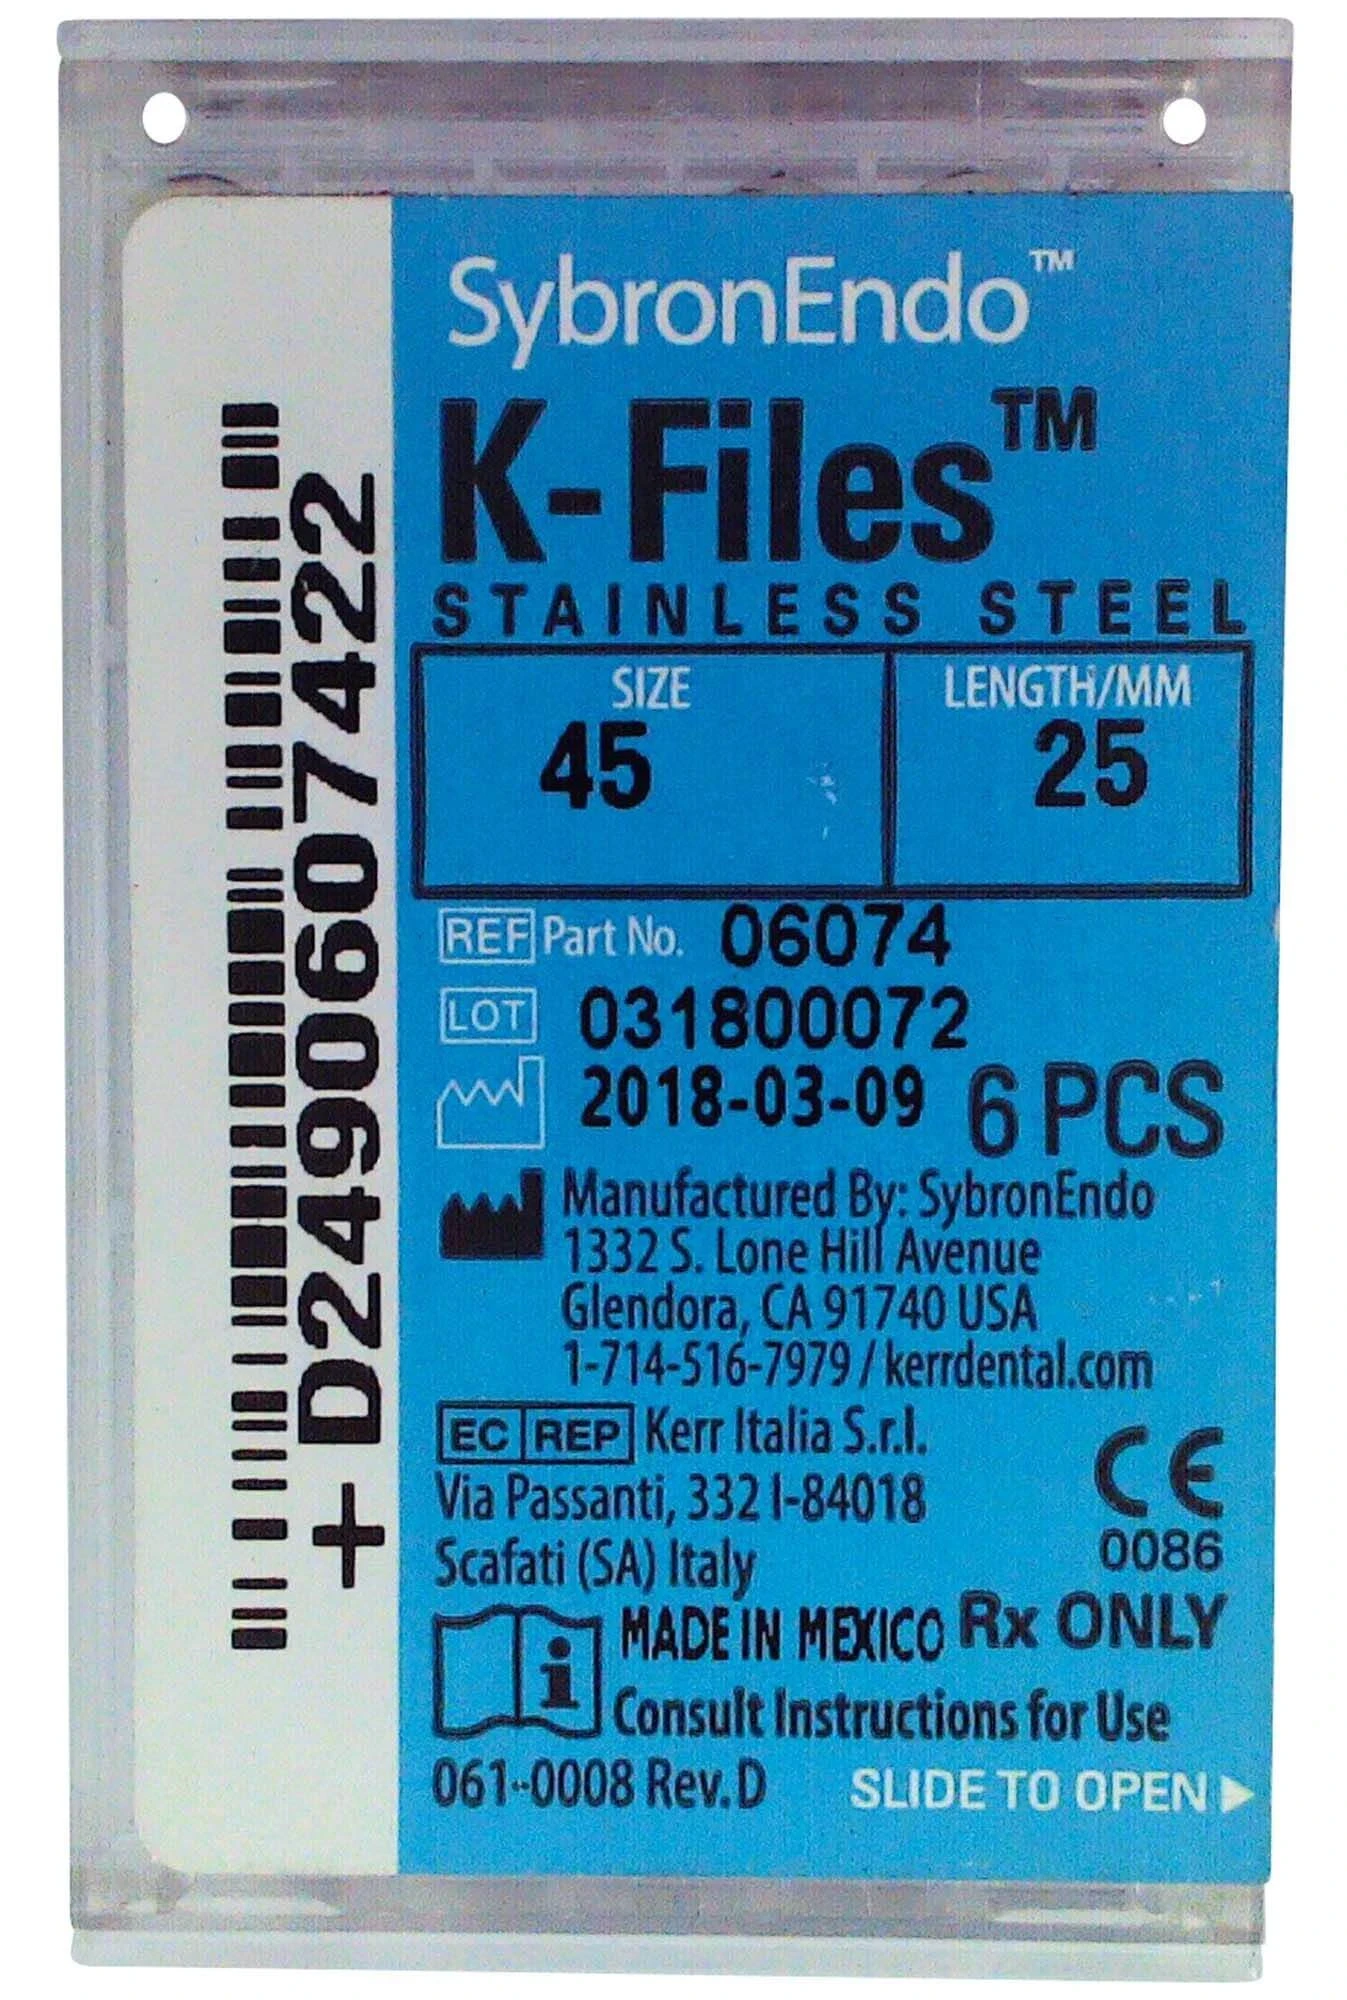 SybronEndo™
K-Files™
STAINLESS STEEL
SIZE
45
LENGTH/MM
25
REF Part No. 06074
LOT 031800072
2018-03-09 6 PCS
Manufactured By: SybronEndo
1332 S. Lone Hill Avenue
Glendora, CA 91740 USA
1-714-516-7979 / kerrdental.com
EC REP Kerr Italia S.r.l.
Via Passanti, 332 I-84018
Scafati (SA) Italy
CE
0086
MADE IN MEXICO Rx ONLY
Consult Instructions for Use
061-0008 Rev. D SLIDE TO OPEN
+D2490607422